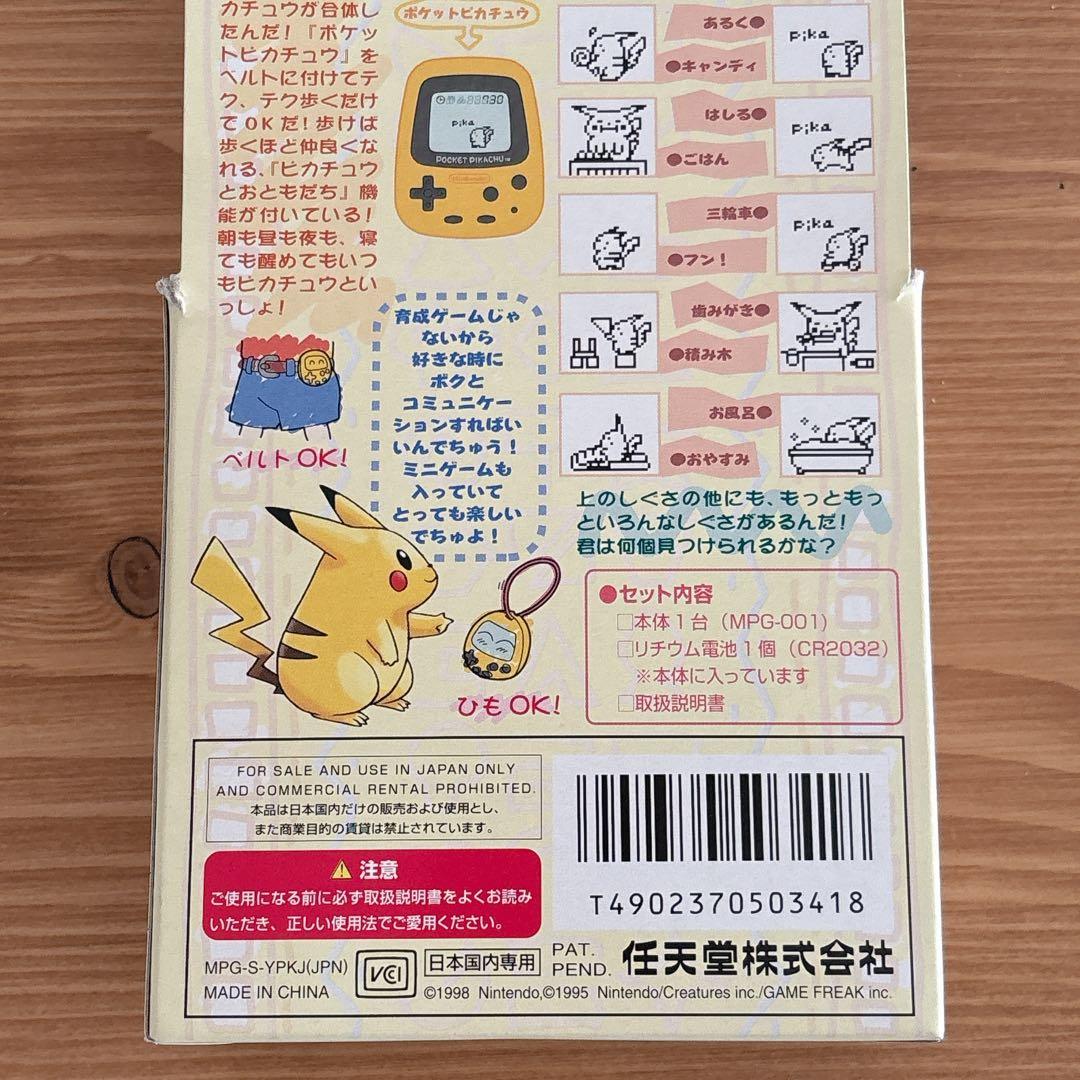 カチュウが合体し
たんだ!『ポケッ
トピカチュウ』を
ベルトに付けてテ
ク、テク歩くだけ
でOKだ!歩けば
歩くほど仲良くな
れる、『ピカチュウ
とおともだち』機
能が付いている!
朝も昼も夜も、寝
ても醒めてもいつ
もピカチュウとい
っしょ!
ポケットピカチュウ
pika
POCKET PIKACHU™
Nintendo
あるく●
●キャンディ
pika
はしる●
●ごはん
pika
三輪車●
●フン!
pika
歯みがき●
●積み木
お風呂●
●おやすみ
育成ゲームじゃ
ないから
好きな時に
ボクと
コミュニケー
ションすればい
いんでちゅう!
ミニゲームも
入っていて
とっても楽しい
でちゅよ!
ベルトOK!
ひもOK!
上のしぐさの他にも、もっともっ
といろんなしぐさがあるんだ!
君は何個見つけられるかな?
●セット内容
□本体1台(MPG-001)
□リチウム電池1個(CR2032)
※本体に入っています
□取扱説明書
FOR SALE AND USE IN JAPAN ONLY
AND COMMERCIAL RENTAL PROHIBITED.
本品は日本国内だけの販売および使用とし、
また商業目的の賃貸は禁止されています。
⚠注意
ご使用になる前に必ず取扱説明書をよくお読み
いただき、正しい使用法でご愛用ください。
T4902370503418
MPG-S-YPKJ(JPN)
MADE IN CHINA
VCI
日本国内専用
PAT.
PEND.
任天堂株式会社
©1998 Nintendo,©1995 Nintendo/Creatures inc./GAME FREAK inc.